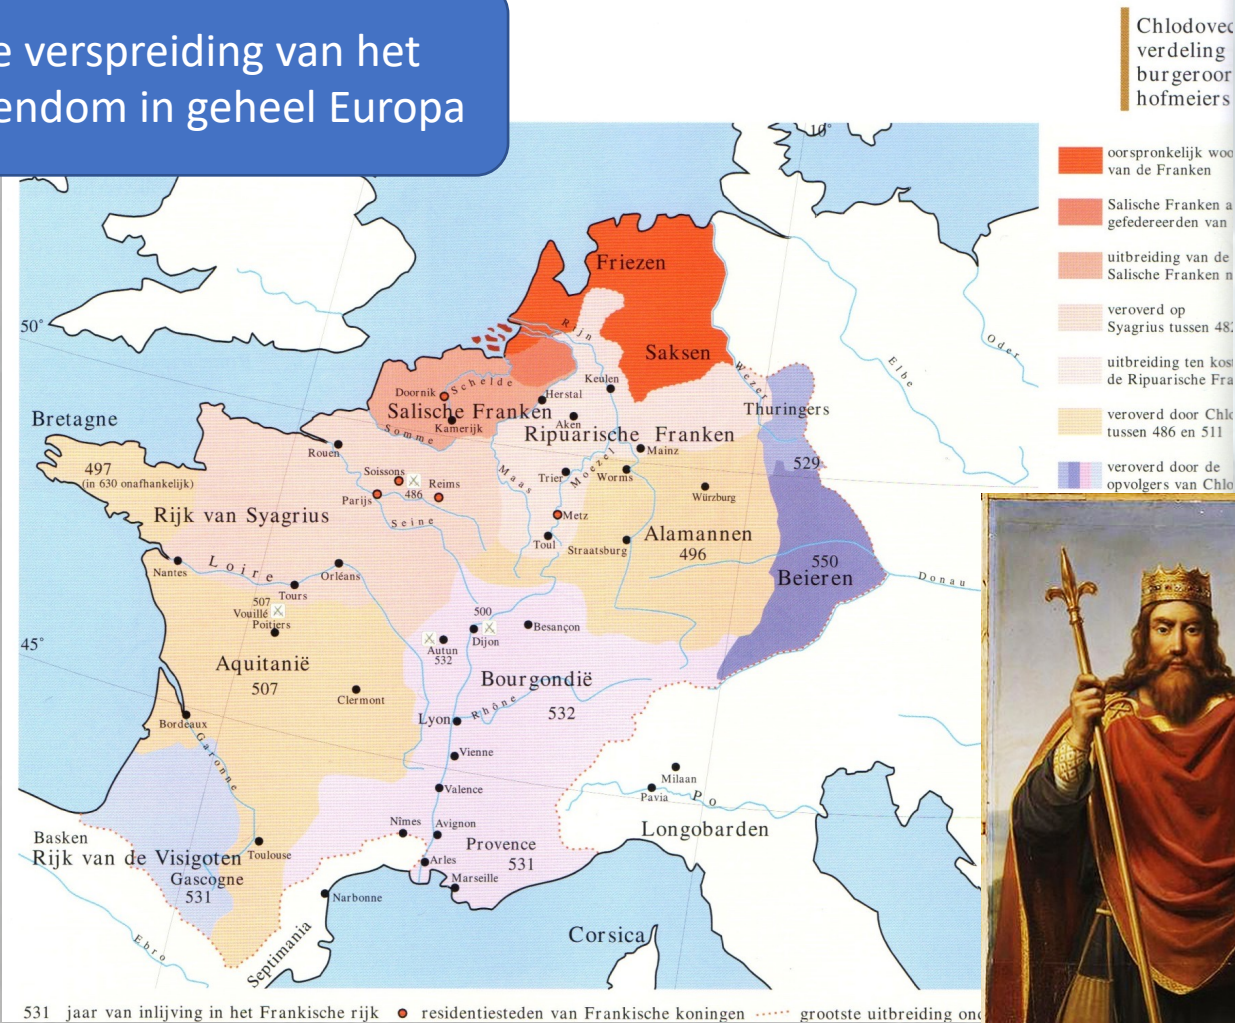 e verspreiding van het
endom in geheel Europa
Chlodovec
verdeling
burgeroor
hofmeiers
10°
oorspronkelijk woo
van de Franken
Salische Franken a
gefedereerden van
uitbreiding van de
Salische Franken n
veroverd op
Syagrius tussen 482
uitbreiding ten kost
de Ripuarische Fra
veroverd door Chlo
tussen 486 en 511
veroverd door de
opvolgers van Chlo
Friezen
50°
Rijn
Oder
Saksen
Elbe
Wezer
Keulen
Schelde
Doornik
Herstal
Thuringers
Salische Franken
Bretagne
Aken
Kamerijk
Somme
Ripuarische Franken
Rouen
Mainz
Moezel
497
(in 630 onafhankelijk)
Soissons
486
Reims
Maas
Trier
Worms
529
Parijs
Würzburg
Rijk van Syagrius
Seine
Metz
Alamannen
496
Toul
Straatsburg
550
Beieren
Donau
Nantes
Loire
Orléans
Tours
507
Vouillé
Poitiers
500
Dijon
Besançon
Autun
532
45°
Aquitanië
507
Bourgondië
532
Clermont
Lyon
Rhône
Bordeaux
Garonne
Vienne
Milaan
Pavia
Po
Valence
Longobarden
Nîmes
Avignon
Basken
Rijk van de Visigoten
Toulouse
Provence
531
Gascogne
531
Arles
Marseille
Narbonne
Ebro
Septimania
Corsica
531 jaar van inlijving in het Frankische rijk
residentiesteden van Frankische koningen
grootste uitbreiding ond